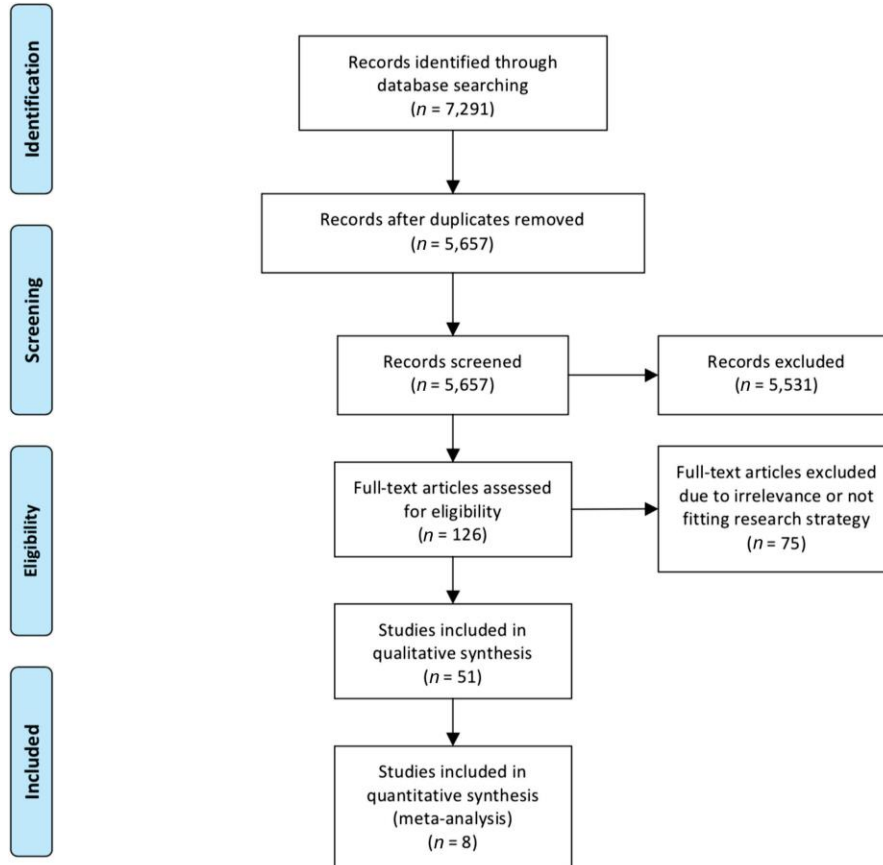 Identification
Records identified through
database searching
(n = 7,291)
Records after duplicates removed
(n = 5,657)
Screening
Records screened
(n = 5,657)
Records excluded
(n = 5,531)
Eligibility
Full-text articles assessed
for eligibility
(n = 126)
Full-text articles excluded
due to irrelevance or not
fitting research strategy
(n = 75)
Studies included in
qualitative synthesis
(n = 51)
Included
Studies included in
quantitative synthesis
(meta-analysis)
(n = 8)